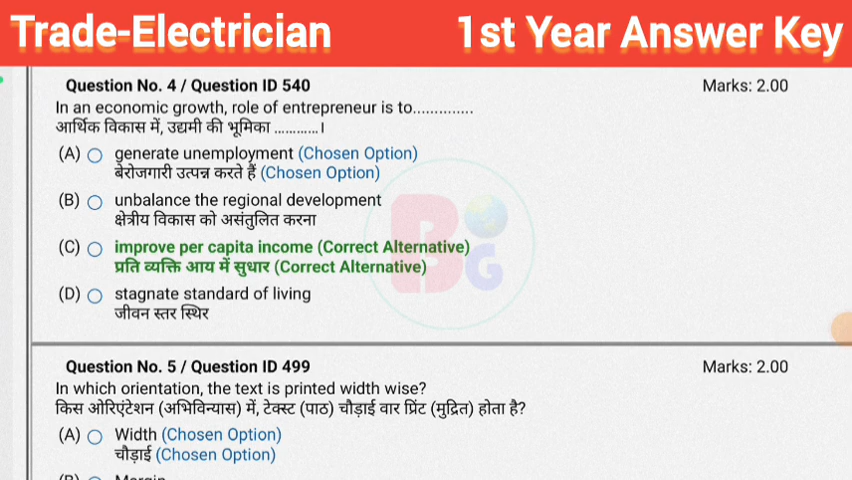 Trade-Electrician 1st Year Answer Key
Question No. 4 / Question ID 540 Marks: 2.00
In an economic growth, role of entrepreneur is to..............
आर्थिक विकास में, उद्यमी की भूमिका ............।
(A) generate unemployment (Chosen Option)
बेरोजगारी उत्पन्न करते हैं (Chosen Option)
(B) unbalance the regional development
क्षेत्रीय विकास को असंतुलित करना
(C) improve per capita income (Correct Alternative)
प्रति व्यक्ति आय में सुधार (Correct Alternative)
(D) stagnate standard of living
जीवन स्तर स्थिर
B G
Question No. 5 / Question ID 499 Marks: 2.00
In which orientation, the text is printed width wise?
किस ओरिएंटेशन (अभिविन्यास) में, टेक्स्ट (पाठ) चौड़ाई वार प्रिंट (मुद्रित) होता है?
(A) Width (Chosen Option)
चौड़ाई (Chosen Option)
(B) Margin